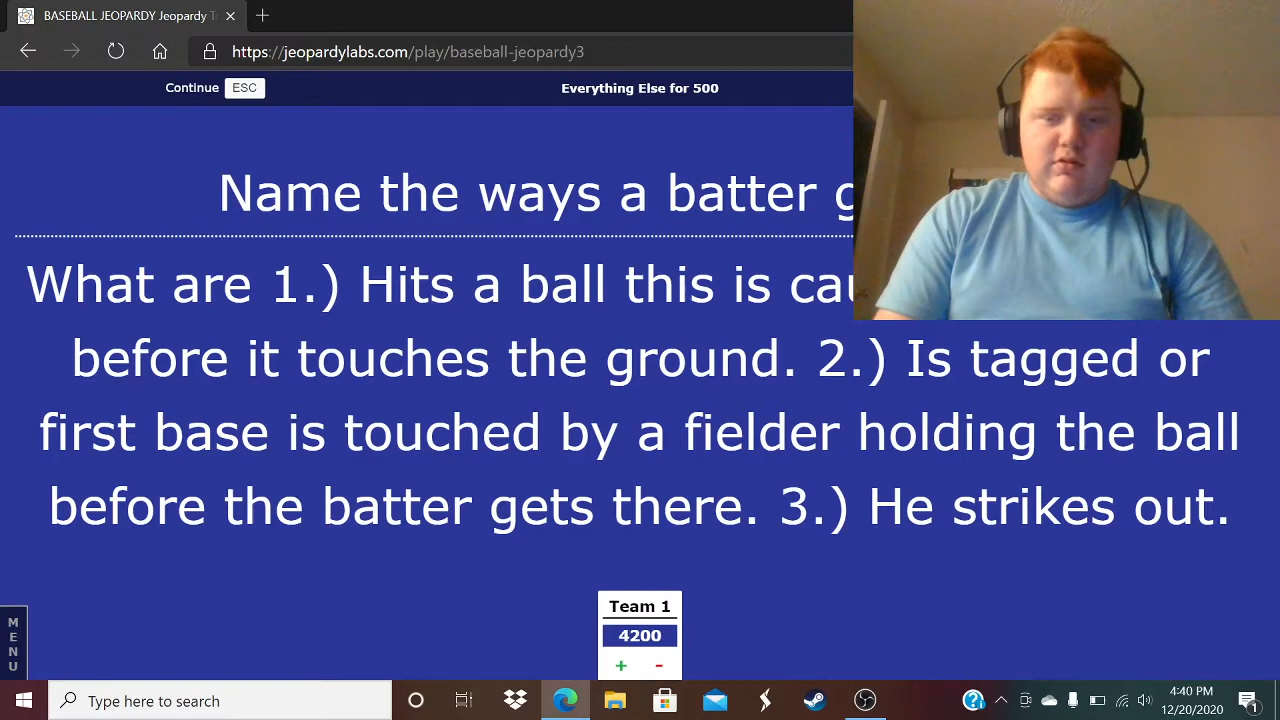 BASEBALL JEOPARDY Jeopardy T
https://jeopardylabs.com/play/baseball-jeopardy3
Continue ESC
Everything Else for 500
Name the ways a batter g
What are 1.) Hits a ball this is cau
before it touches the ground. 2.) Is tagged or
first base is touched by a fielder holding the ball
before the batter gets there. 3.) He strikes out.
MENU
Team 1
4200
+ -
Type here to search
4:40 PM
12/20/2020
1